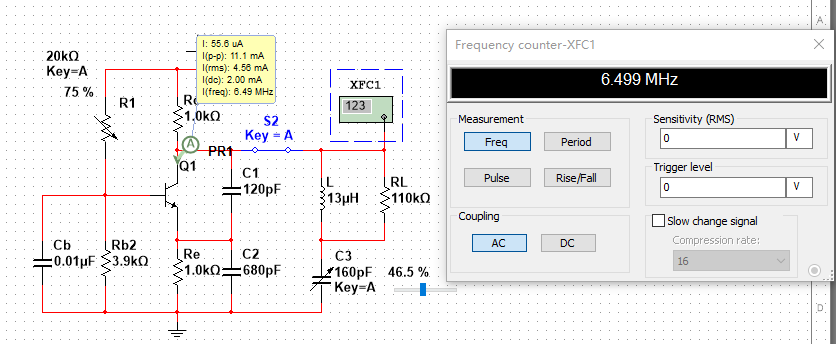 Frequency counter-XFC1
6.499 MHz
Measurement
Freq
Period
Pulse
Rise/Fall
Coupling
AC
DC
Sensitivity (RMS)
0
V
Trigger level
0
V
Slow change signal
Compression rate:
16
A
D
I: 55.6 uA
I(p-p): 11.1 mA
I(rms): 4.56 mA
I(dc): 2.00 mA
I(freq): 6.49 MHz
20kΩ
Key=A
75 %
R1
1.0kΩ
A
PR1
Q1
S2
Key = A
XFC1
123
C1
120pF
L
13μH
RL
110kΩ
Cb
0.01μF
Rb2
3.9kΩ
Re
1.0kΩ
C2
680pF
C3
160pF
Key=A
46.5 %